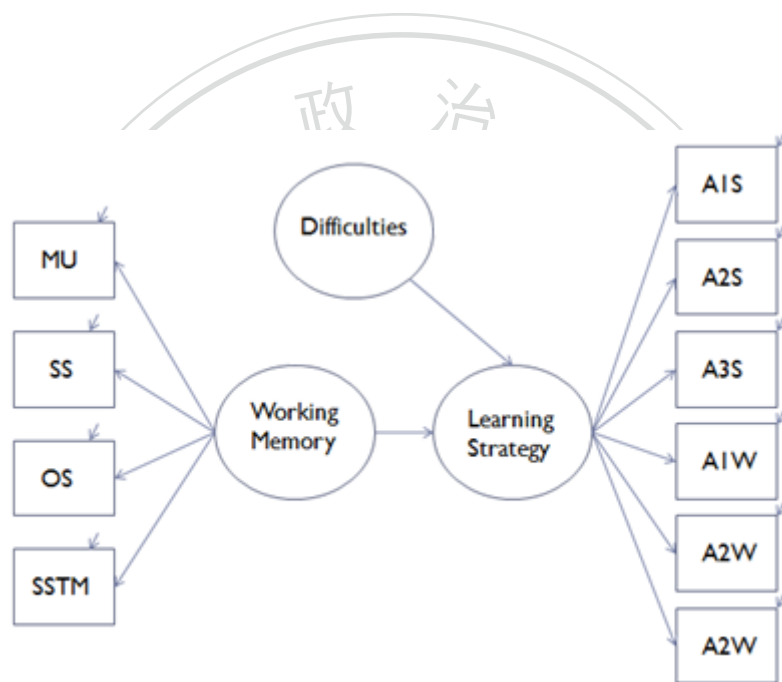 政 治
Difficulties
MU
SS
OS
SSTM
Working
Memory
Learning
Strategy
A1S
A2S
A3S
A1W
A2W
A2W